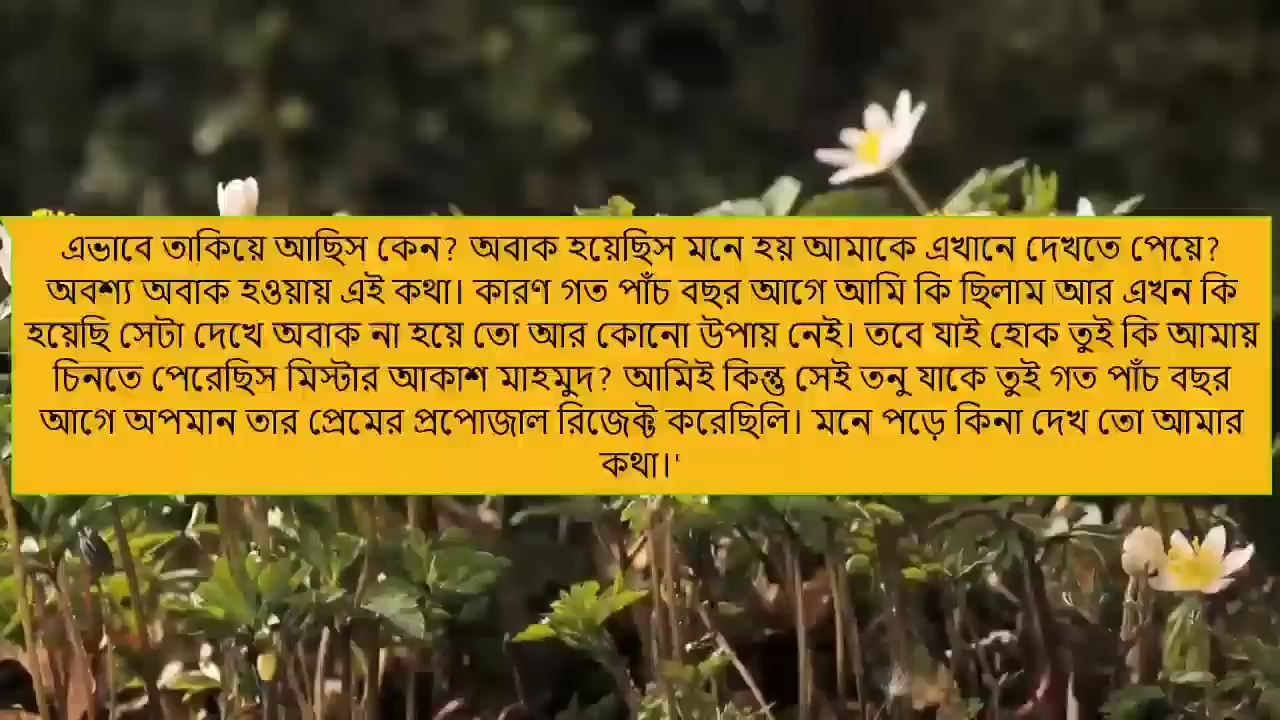 এভাবে তাকিয়ে আছিস কেন? অবাক হয়েছিস মনে হয় আমাকে এখানে দেখতে পেয়ে?
অবশ্য অবাক হওয়ায় এই কথা। কারণ গত পাঁচ বছর আগে আমি কি ছিলাম আর এখন কি
হয়েছি সেটা দেখে অবাক না হয়ে তো আর কোনো উপায় নেই। তবে যাই হোক তুই কি আমায়
চিনতে পেরেছিস মিস্টার আকাশ মাহমুদ? আমিই কিন্তু সেই তনু যাকে তুই গত পাঁচ বছর
আগে অপমান তার প্রেমের প্রপোজাল রিজেক্ট করেছিলি। মনে পড়ে কিনা দেখ তো আমার
কথা।'